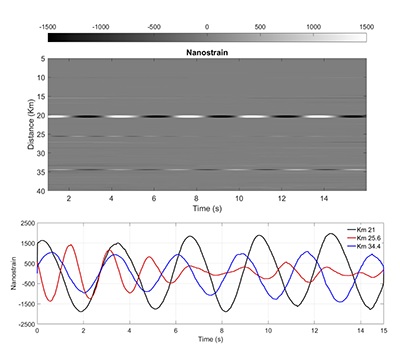 -1500 -1000 -500 0 500 1000 1500
Nanostrain
5
10
15
20
25
30
35
40
Distance (Km)
2 4 6 8 10 12 14
Time (s)
2500
1500
500
-500
-1500
-2500
Nanostrain
Km 21
Km 25.6
Km 34.4
0 2 4 6 8 10 12 14 15
Time (s)